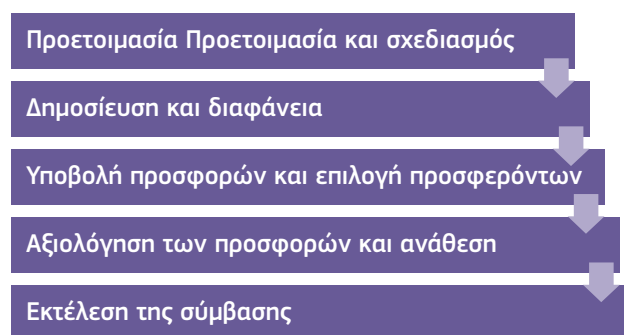 Προετοιμασία Προετοιμασία και σχεδιασμός
Δημοσίευση και διαφάνεια
Υποβολή προσφορών και επιλογή προσφερόντων
Αξιολόγηση των προσφορών και ανάθεση
Εκτέλεση της σύμβασης